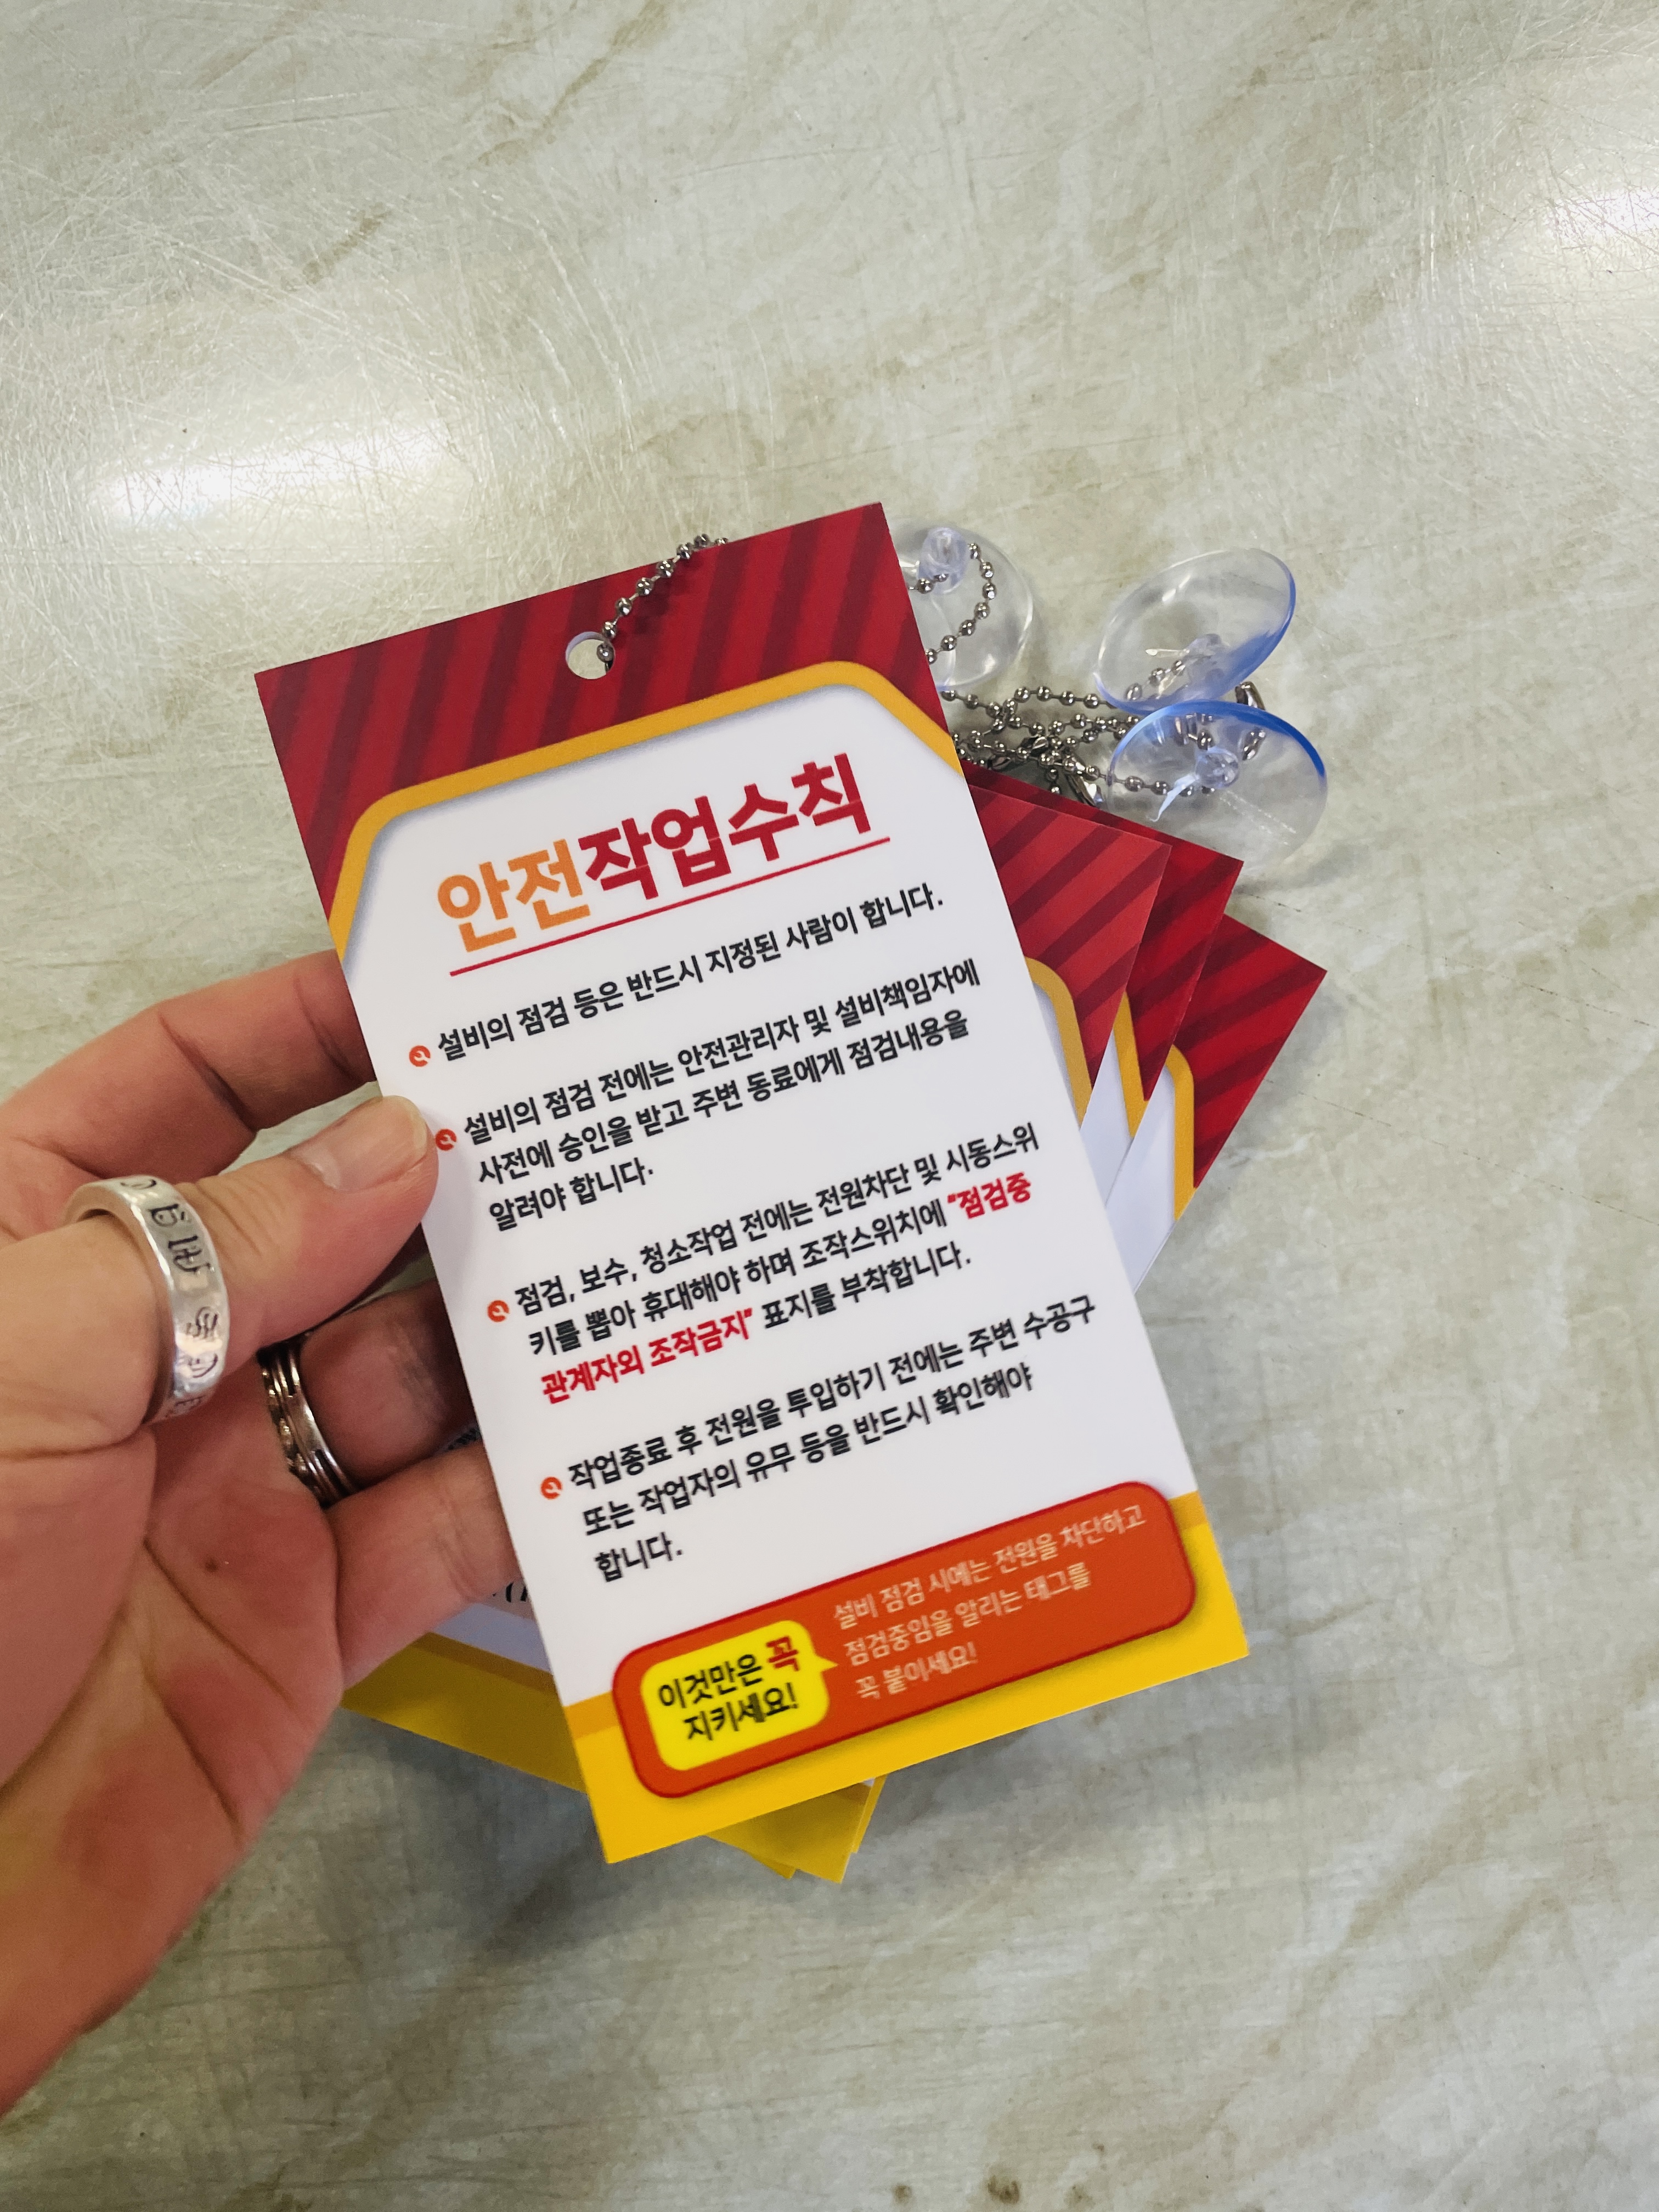 안전작업수칙
설비의 점검 등은 반드시 지정된 사람이 합니다.
설비의 점검 전에는 안전관리자 및 설비책임자에
사전에 승인을 받고 주변 동료에게 점검내용을
알려야 합니다.
점검, 보수, 청소작업 전에는 전원차단 및 시동스위
키를 뽑아 휴대해야 하며 조작스위치에 "점검중
관계자외 조작금지" 표지를 부착합니다.
작업종료 후 전원을 투입하기 전에는 주변 수공구
또는 작업자의 유무 등을 반드시 확인해야
합니다.
이것만은 꼭
지키세요!
설비 점검 시에는 전원을 차단하고
점검중임을 알리는 태그를
꼭 붙이세요!